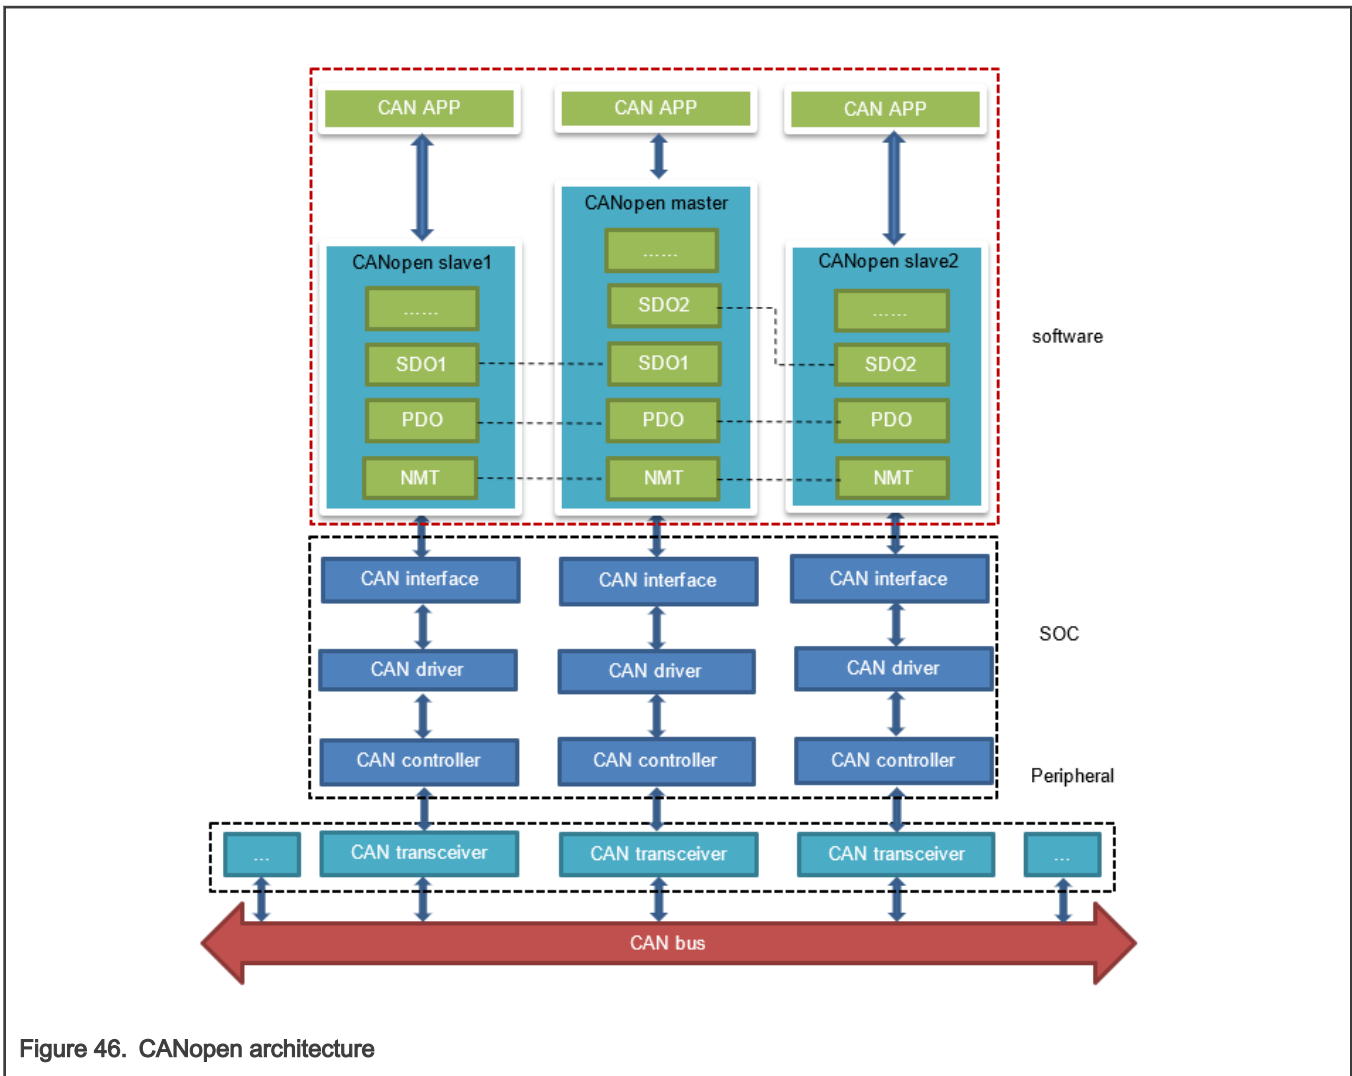 CAN APP
CAN APP
CAN APP
CANopen master
......
SDO2
SDO1
PDO
NMT
CANopen slave1
......
SDO1
PDO
NMT
CANopen slave2
......
SDO2
PDO
NMT
software
CAN interface
CAN interface
CAN interface
SOC
CAN driver
CAN driver
CAN driver
CAN controller
CAN controller
CAN controller
Peripheral
...
CAN transceiver
CAN transceiver
CAN transceiver
...
CAN bus
Figure 46. CANopen architecture